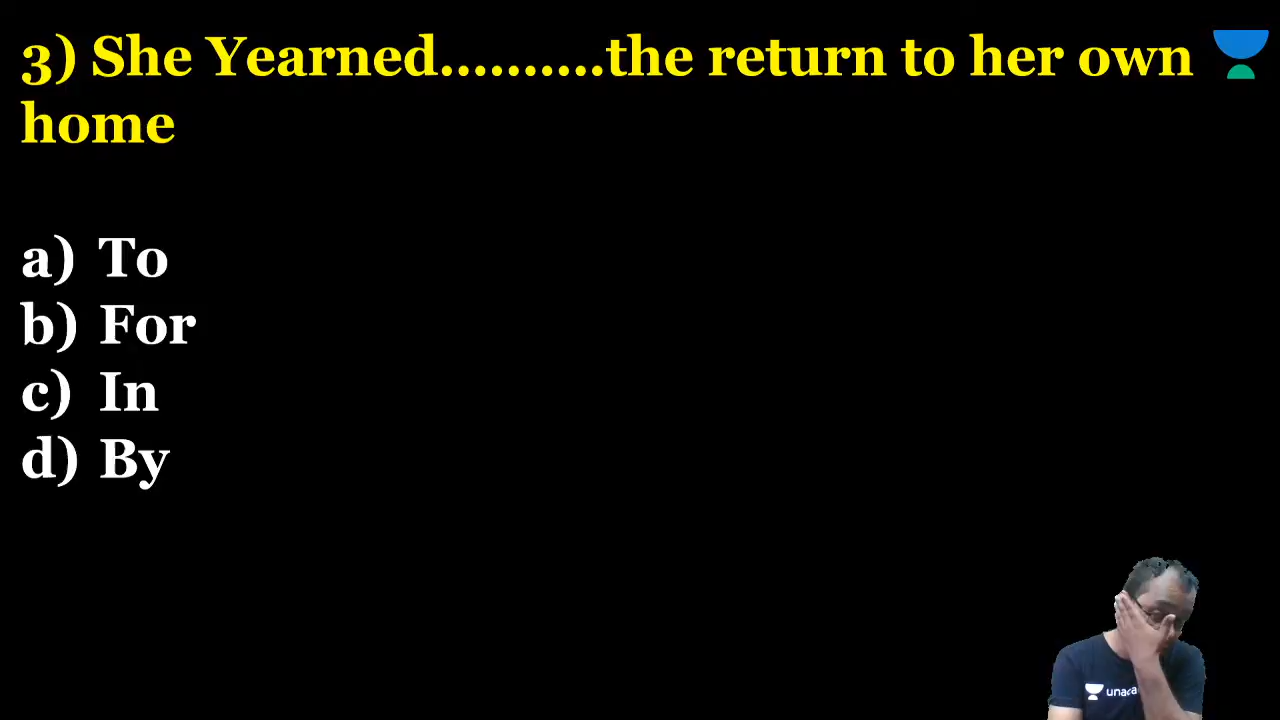 3) She Yearned..........the return to her own
home
a) To
b) For
c) In
d) By